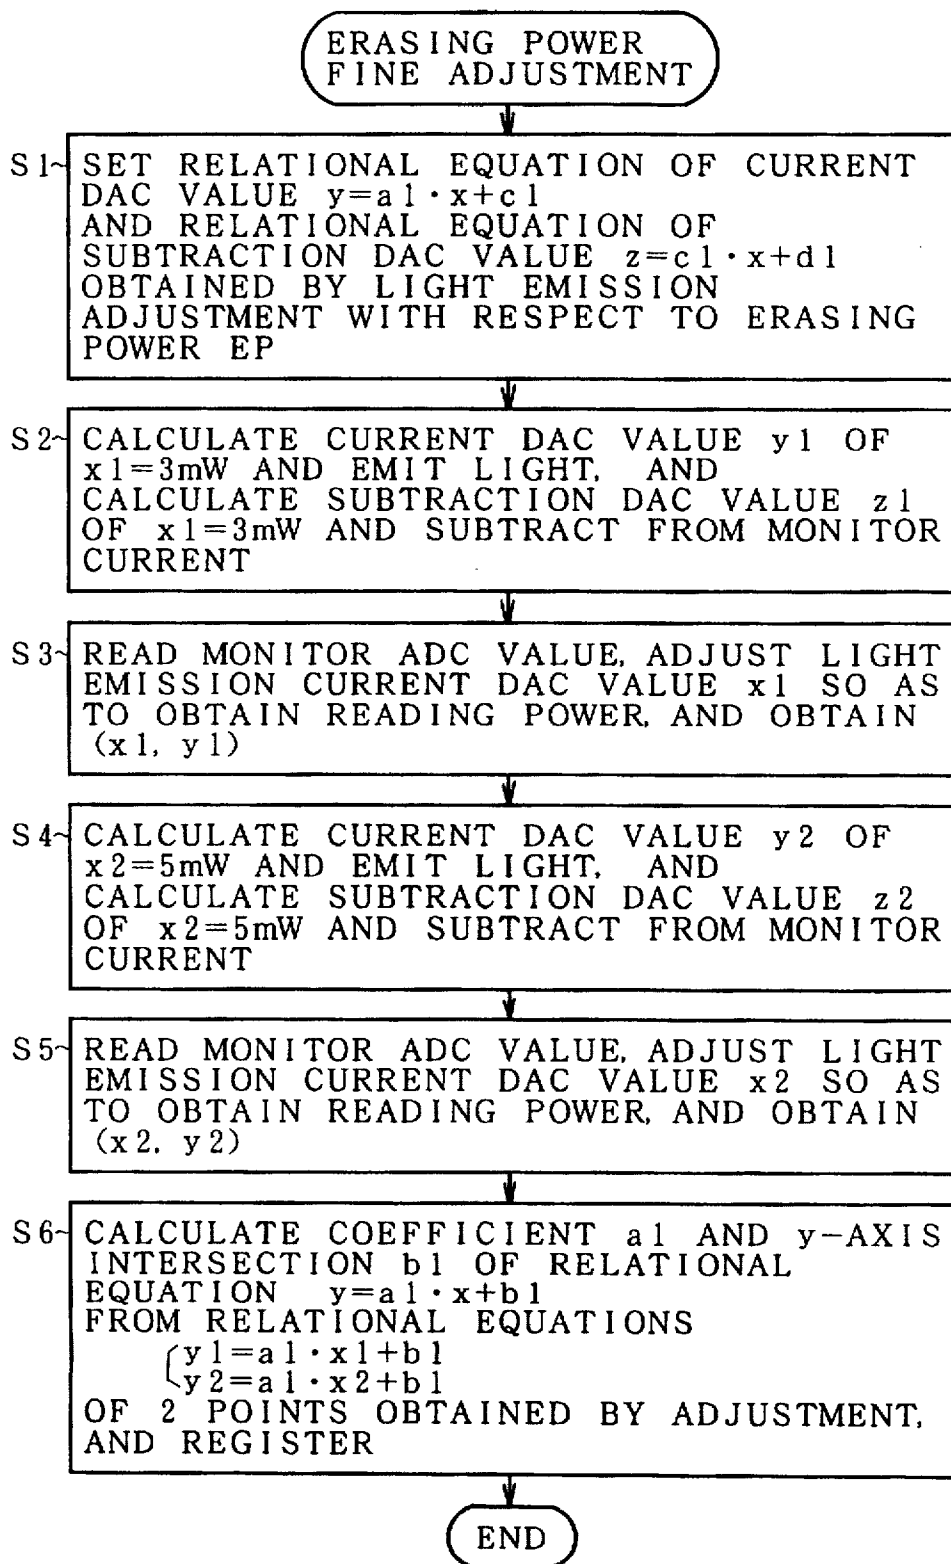 ERASING POWER
FINE ADJUSTMENT
S1~ SET RELATIONAL EQUATION OF CURRENT
DAC VALUE y=a1·x+c1
AND RELATIONAL EQUATION OF
SUBTRACTION DAC VALUE z=c1·x+d1
OBTAINED BY LIGHT EMISSION
ADJUSTMENT WITH RESPECT TO ERASING
POWER EP
S2~ CALCULATE CURRENT DAC VALUE y1 OF
x1=3mW AND EMIT LIGHT, AND
CALCULATE SUBTRACTION DAC VALUE z1
OF x1=3mW AND SUBTRACT FROM MONITOR
CURRENT
S3~ READ MONITOR ADC VALUE, ADJUST LIGHT
EMISSION CURRENT DAC VALUE x1 SO AS
TO OBTAIN READING POWER, AND OBTAIN
(x1, y1)
S4~ CALCULATE CURRENT DAC VALUE y2 OF
x2=5mW AND EMIT LIGHT, AND
CALCULATE SUBTRACTION DAC VALUE z2
OF x2=5mW AND SUBTRACT FROM MONITOR
CURRENT
S5~ READ MONITOR ADC VALUE, ADJUST LIGHT
EMISSION CURRENT DAC VALUE x2 SO AS
TO OBTAIN READING POWER, AND OBTAIN
(x2, y2)
S6~ CALCULATE COEFFICIENT a1 AND y-AXIS
INTERSECTION b1 OF RELATIONAL
EQUATION y=a1·x+b1
FROM RELATIONAL EQUATIONS
y1=a1·x1+b1
y2=a1·x2+b1
OF 2 POINTS OBTAINED BY ADJUSTMENT,
AND REGISTER
END